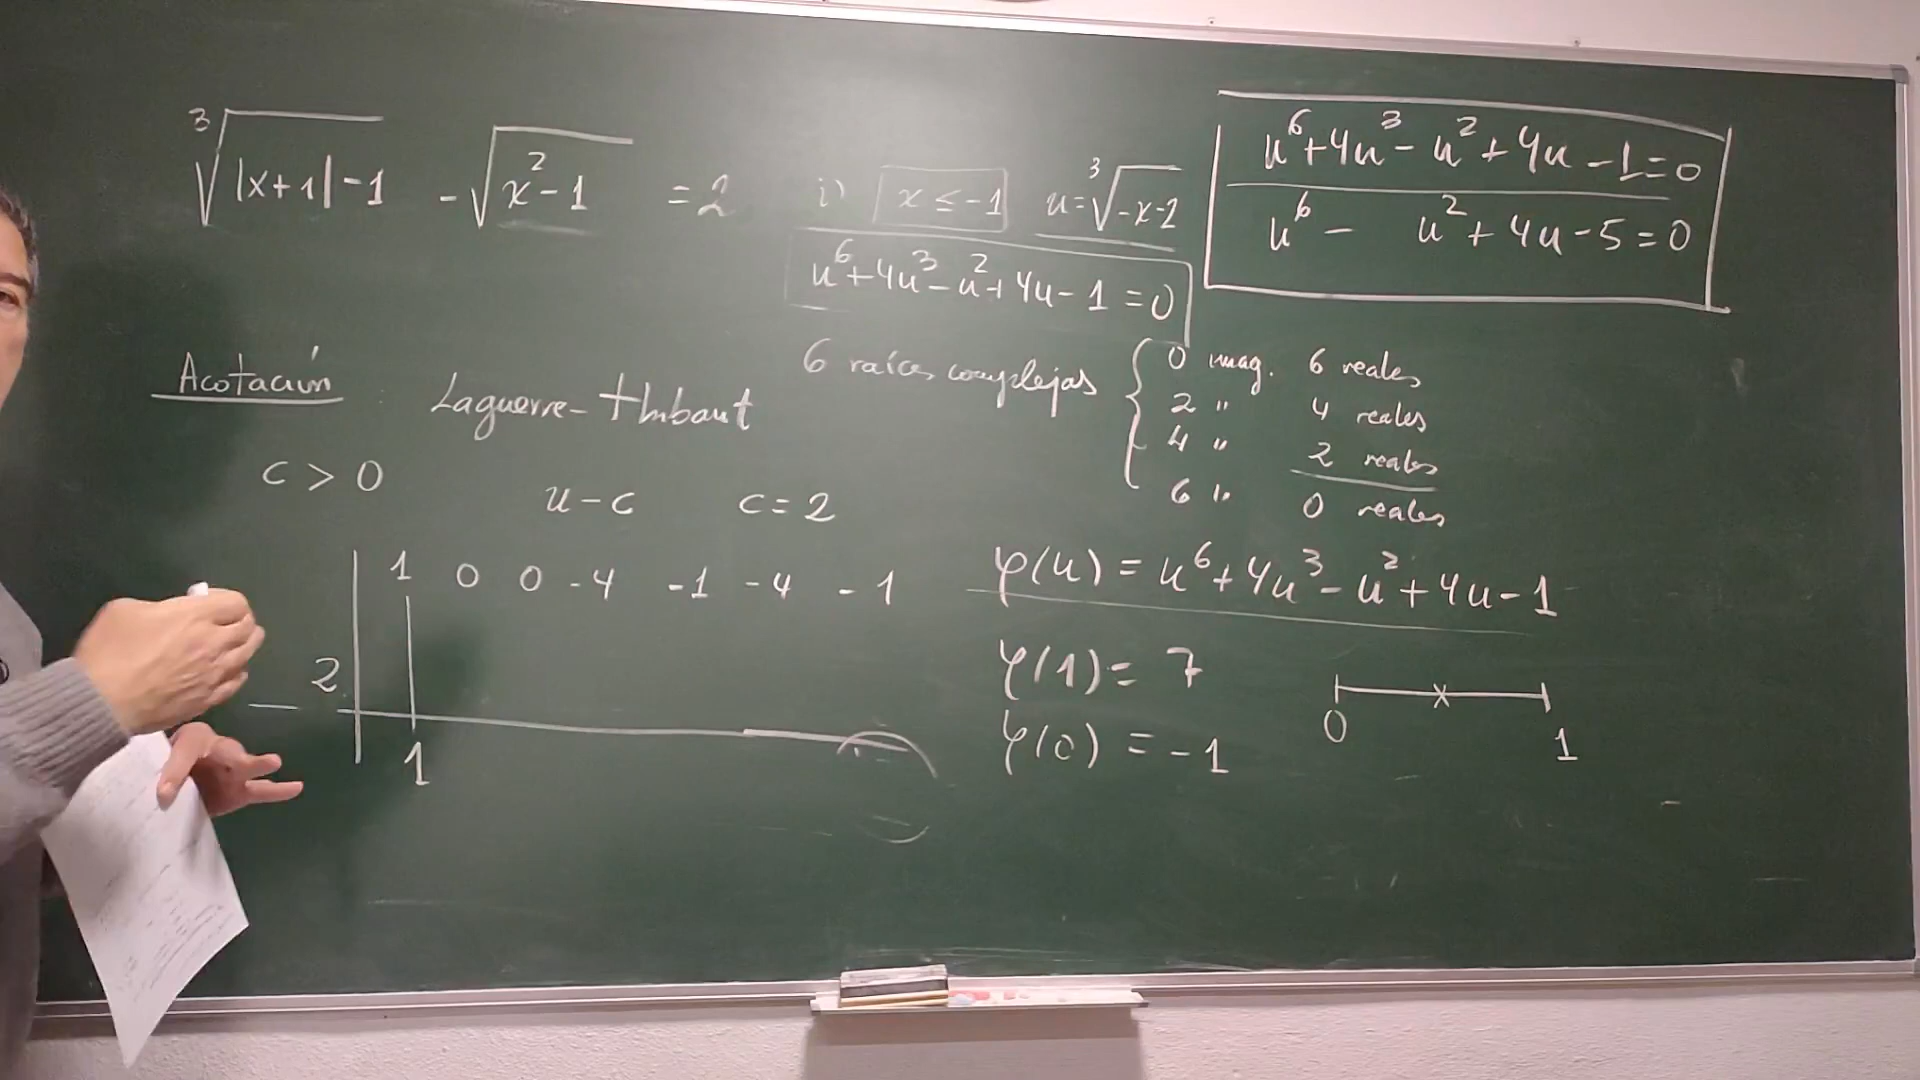 ∛(|x+1|-1) - √(x²-1) = 2
i) x ≤ -1 u = ∛(-x-2)
u⁶+4u³-u²+4u-1=0
u⁶+4u³-u²+4u-1=0
u⁶- u²+4u-5=0
Acotación : Laguerre-Thibaut
6 raíces complejas { 0 imag. 6 reales
2 " 4 reales
4 " 2 reales
6 " 0 reales
c > 0 u-c c=2
1 0 0 -4 -1 -4 -1
2
1
φ(u) = u⁶+4u³-u²+4u-1
φ(1) = 7
φ(0) = -1
0 1